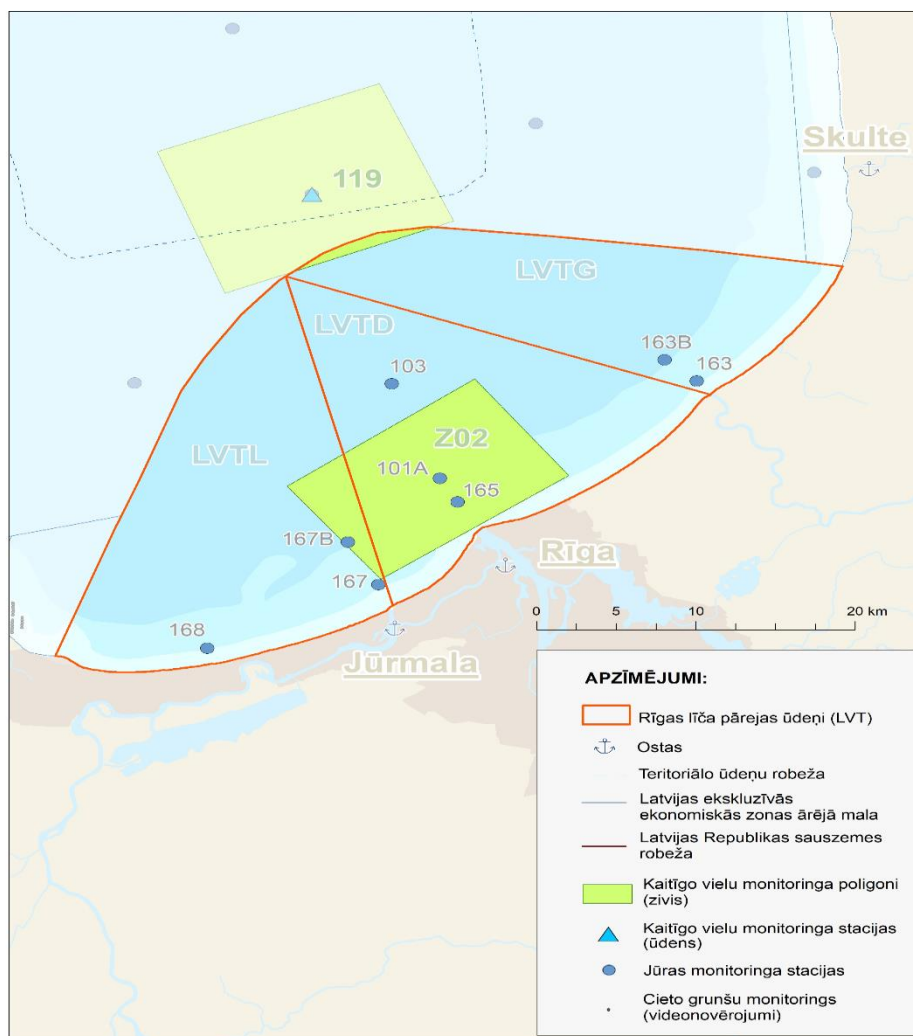 Skulte
119
LVTG
LVTD
163B
163
103
LVTL
Z02
101A
165
167B
Rīga
167
168
Jūrmala
0 5 10 20 km
APZĪMĒJUMI:
Rīgas līča pārejas ūdeņi (LVT)
Ostas
Teritoriālo ūdeņu robeža
Latvijas ekskluzīvās
ekonomiskās zonas ārējā mala
Latvijas Republikas sauszemes
robeža
Kaitīgo vielu monitoringa poligoni
(zivis)
Kaitīgo vielu monitoringa stacijas
(ūdens)
Jūras monitoringa stacijas
Cieto grunšu monitorings
(videonovērojumi)